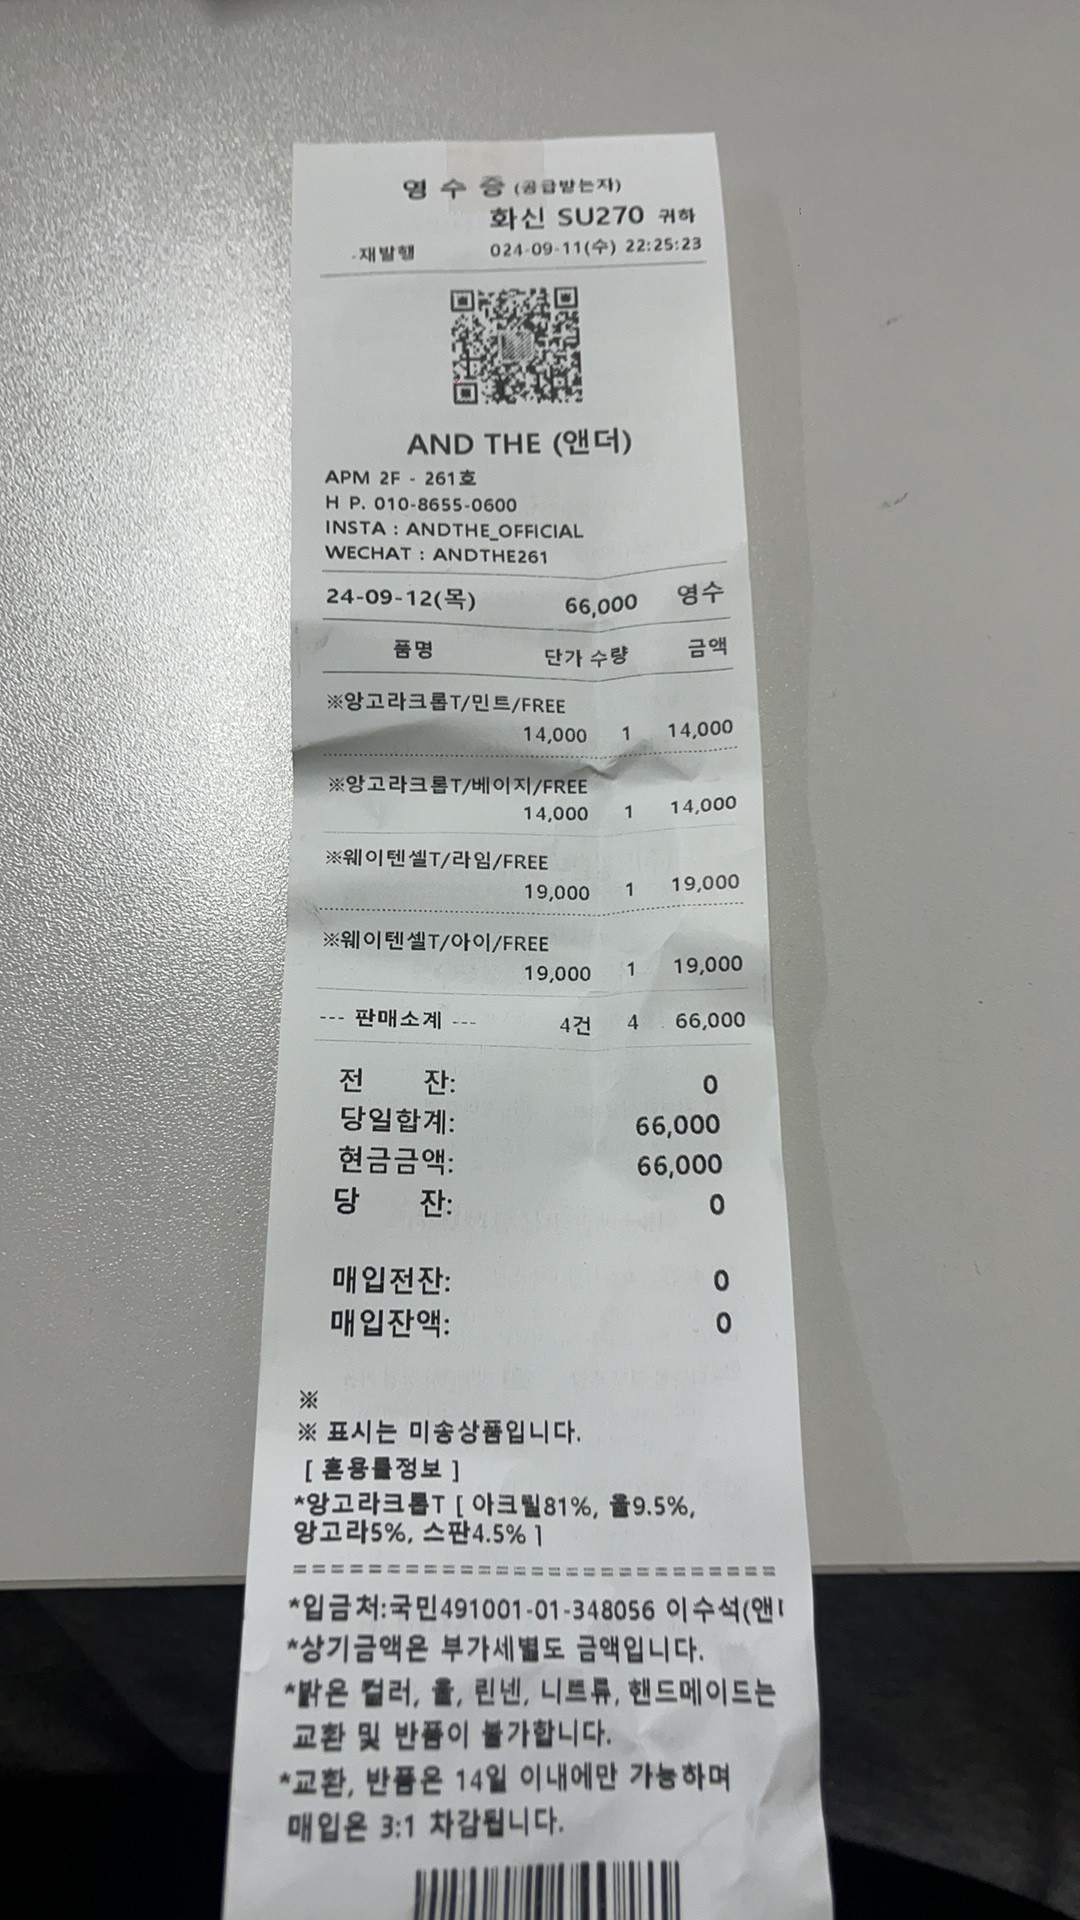 영 수 증 (공급받는자)
화신 SU270 귀하
-재발행 024-09-11(수) 22:25:23
AND THE (앤더)
APM 2F - 261호
H P. 010-8655-0600
INSTA : ANDTHE_OFFICIAL
WECHAT : ANDTHE261
24-09-12(목) 66,000 영수
품명 단가 수량 금액
※앙고라크롭T/민트/FREE
14,000 1 14,000
※앙고라크롭T/베이지/FREE
14,000 1 14,000
※웨이텐셀T/라임/FREE
19,000 1 19,000
※웨이텐셀T/아이/FREE
19,000 1 19,000
--- 판매소계 --- 4건 4 66,000
전 잔: 0
당일합계: 66,000
현금금액: 66,000
당 잔: 0
매입전잔: 0
매입잔액: 0
※
※ 표시는 미송상품입니다.
[ 혼용률정보 ]
*앙고라크롭T [ 아크릴81%, 울9.5%,
앙고라5%, 스판4.5% ]
===============================
*입금처:국민491001-01-348056 이수석(앤
*상기금액은 부가세별도 금액입니다.
*밝은 컬러, 울, 린넨, 니트류, 핸드메이드는
교환 및 반품이 불가합니다.
*교환, 반품은 14일 이내에만 가능하며
매입은 3:1 차감됩니다.